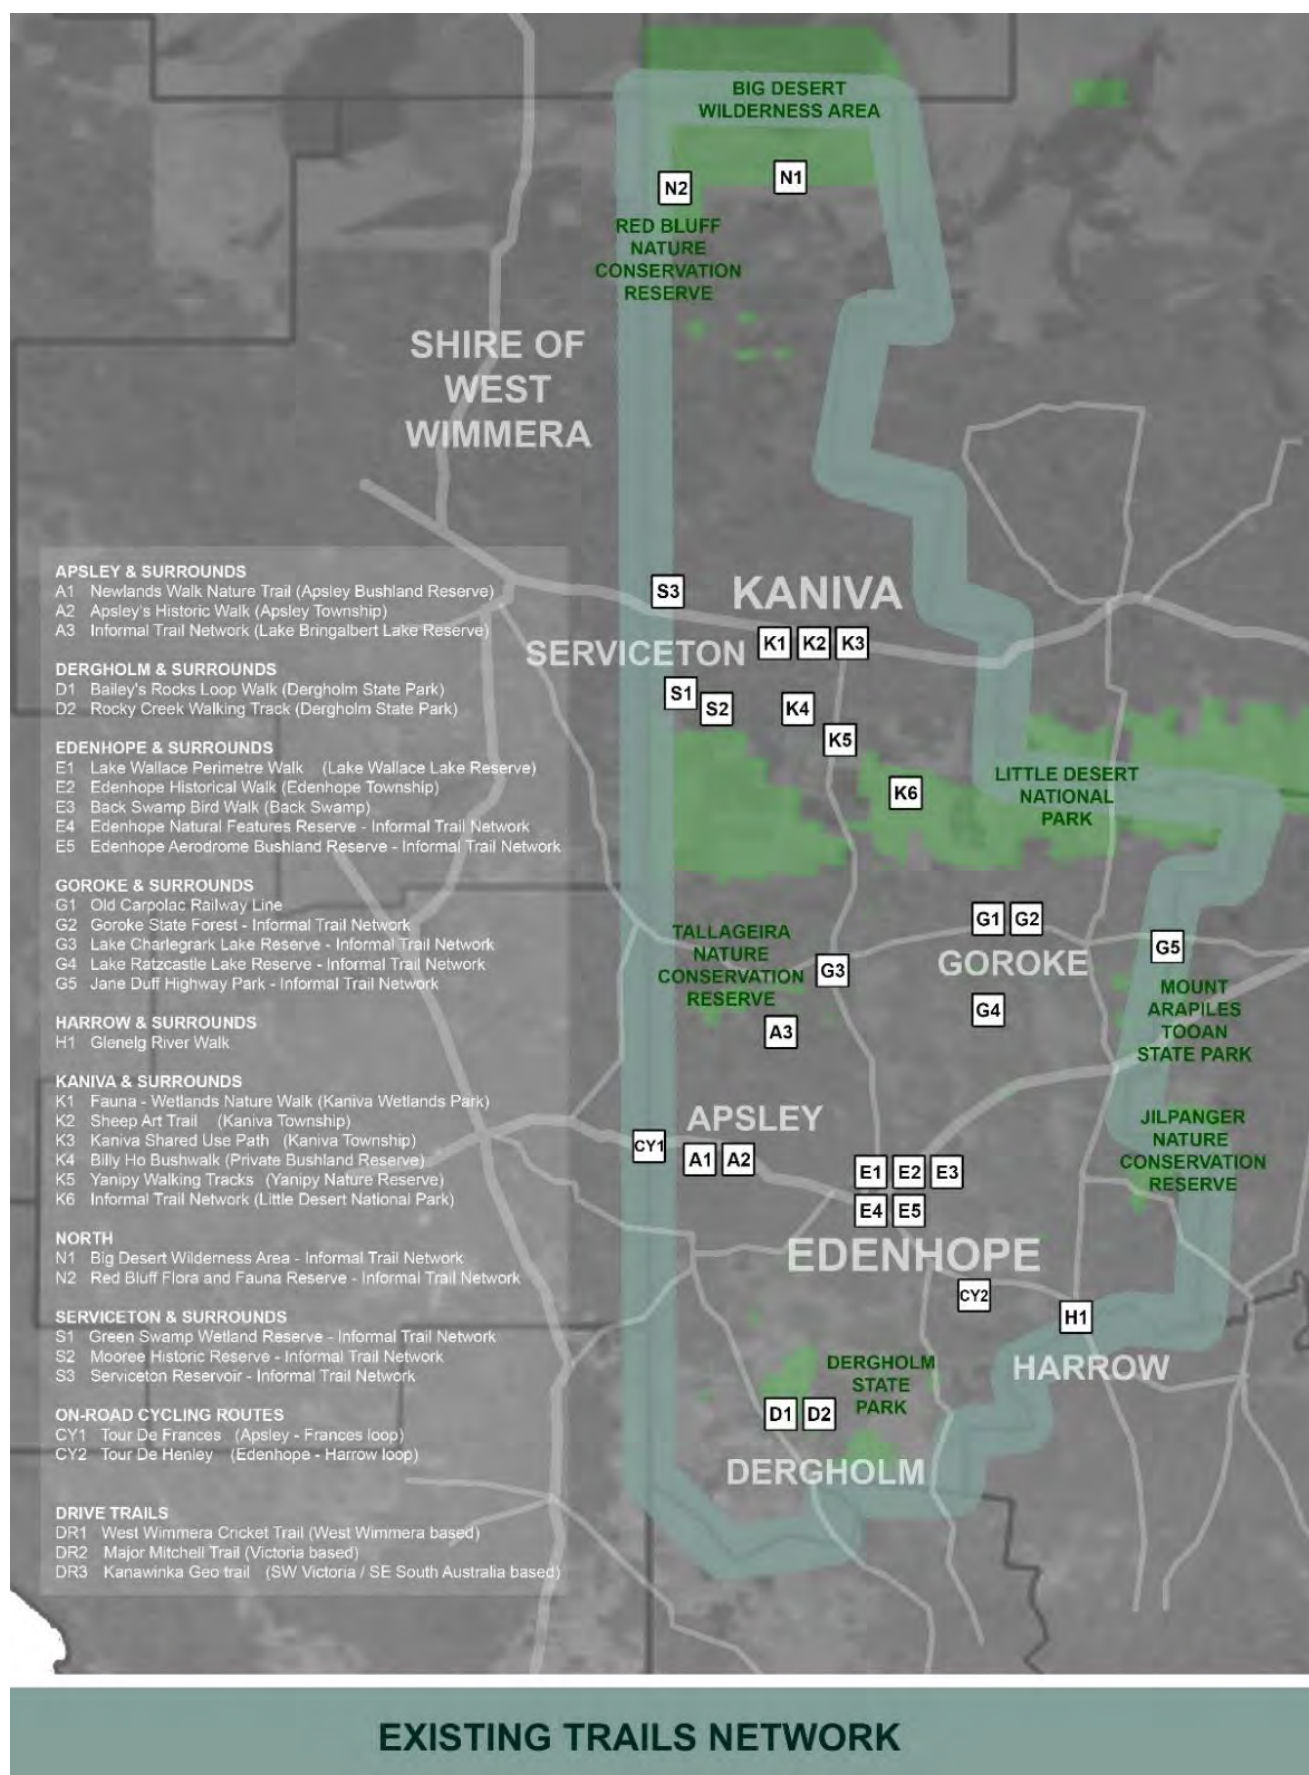 BIG DESERT
WILDERNESS AREA
N2
N1
RED BLUFF
NATURE
CONSERVATION
RESERVE
SHIRE OF
WEST
WIMMERA
S3
KANIVA
K1
K2
K3
SERVICETON
S1
S2
K4
K5
K6
LITTLE DESERT
NATIONAL
PARK
G1
G2
GOROKE
G5
TALLAGEIRA
NATURE
CONSERVATION
RESERVE
G3
G4
A3
MOUNT
ARAPILES
TOOAN
STATE PARK
JILPANGER
NATURE
CONSERVATION
RESERVE
APSLEY
CY1
A1
A2
E1
E2
E3
E4
E5
EDENHOPE
CY2
H1
HARROW
DERGHOLM
STATE
PARK
D1
D2
DERGHOLM
APSLEY & SURROUNDS
A1 Newlands Walk Nature Trail (Apsley Bushland Reserve)
A2 Apsley's Historic Walk (Apsley Township)
A3 Informal Trail Network (Lake Bringalbert Lake Reserve)
DERGHOLM & SURROUNDS
D1 Bailey's Rocks Loop Walk (Dergholm State Park)
D2 Rocky Creek Walking Track (Dergholm State Park)
EDENHOPE & SURROUNDS
E1 Lake Wallace Perimetre Walk (Lake Wallace Lake Reserve)
E2 Edenhope Historical Walk (Edenhope Township)
E3 Back Swamp Bird Walk (Back Swamp)
E4 Edenhope Natural Features Reserve - Informal Trail Network
E5 Edenhope Aerodrome Bushland Reserve - Informal Trail Network
GOROKE & SURROUNDS
G1 Old Carpolac Railway Line
G2 Goroke State Forest - Informal Trail Network
G3 Lake Charlegrark Lake Reserve - Informal Trail Network
G4 Lake Ratzcastle Lake Reserve - Informal Trail Network
G5 Jane Duff Highway Park - Informal Trail Network
HARROW & SURROUNDS
H1 Glenelg River Walk
KANIVA & SURROUNDS
K1 Fauna - Wetlands Nature Walk (Kaniva Wetlands Park)
K2 Sheep Art Trail (Kaniva Township)
K3 Kaniva Shared Use Path (Kaniva Township)
K4 Billy Ho Bushwalk (Private Bushland Reserve)
K5 Yanipy Walking Tracks (Yanipy Nature Reserve)
K6 Informal Trail Network (Little Desert National Park)
NORTH
N1 Big Desert Wilderness Area - Informal Trail Network
N2 Red Bluff Flora and Fauna Reserve - Informal Trail Network
SERVICETON & SURROUNDS
S1 Green Swamp Wetland Reserve - Informal Trail Network
S2 Mooree Historic Reserve - Informal Trail Network
S3 Serviceton Reservoir - Informal Trail Network
ON-ROAD CYCLING ROUTES
CY1 Tour De Frances (Apsley - Frances loop)
CY2 Tour De Henley (Edenhope - Harrow loop)
DRIVE TRAILS
DR1 West Wimmera Cricket Trail (West Wimmera based)
DR2 Major Mitchell Trail (Victoria based)
DR3 Kanawinka Geo trail (SW Victoria / SE South Australia based)
EXISTING TRAILS NETWORK